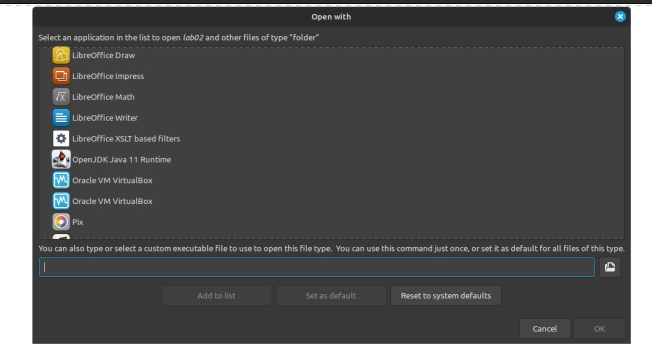 Open with
Select an application in the list to open lab02 and other files of type "folder"
LibreOffice Draw
LibreOffice Impress
LibreOffice Math
LibreOffice Writer
LibreOffice XSLT based filters
OpenJDK Java 11 Runtime
Oracle VM VirtualBox
Oracle VM VirtualBox
Pix
You can also type or select a custom executable file to use to open this file type. You can use this command just once, or set it as default for all files of this type.
Add to list Set as default Reset to system defaults
Cancel OK